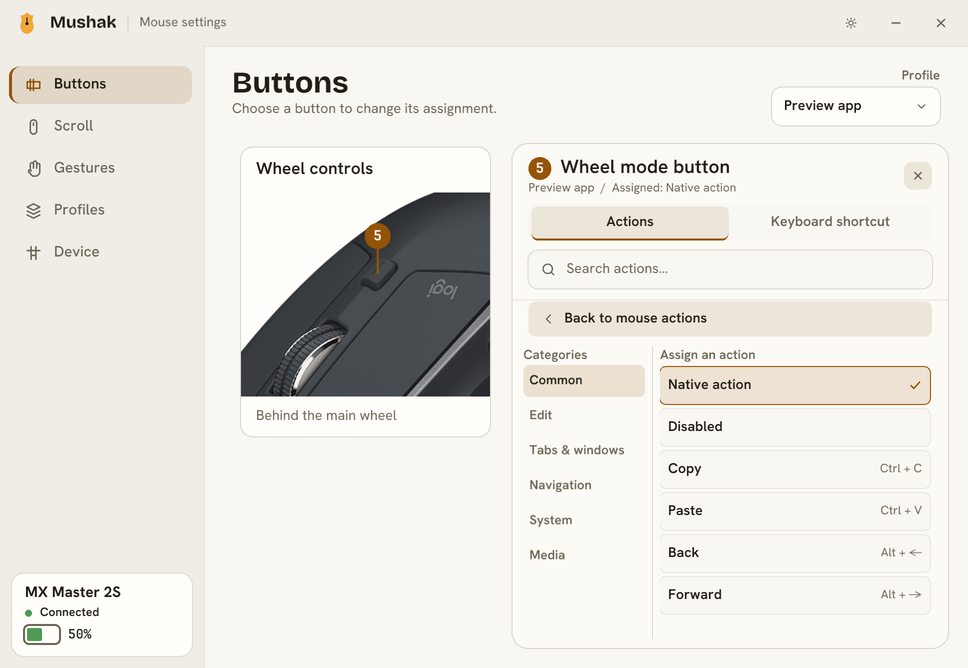 Mushak
Mouse settings
Buttons
Scroll
Gestures
Profiles
Device
MX Master 2S
Connected
50%
Buttons
Choose a button to change its assignment.
Profile
Preview app
Wheel controls
5
logi
Behind the main wheel
5 Wheel mode button
Preview app / Assigned: Native action
Actions
Keyboard shortcut
Search actions...
Back to mouse actions
Categories
Common
Edit
Tabs & windows
Navigation
System
Media
Assign an action
Native action
Disabled
Copy Ctrl + C
Paste Ctrl + V
Back Alt + ←
Forward Alt + →